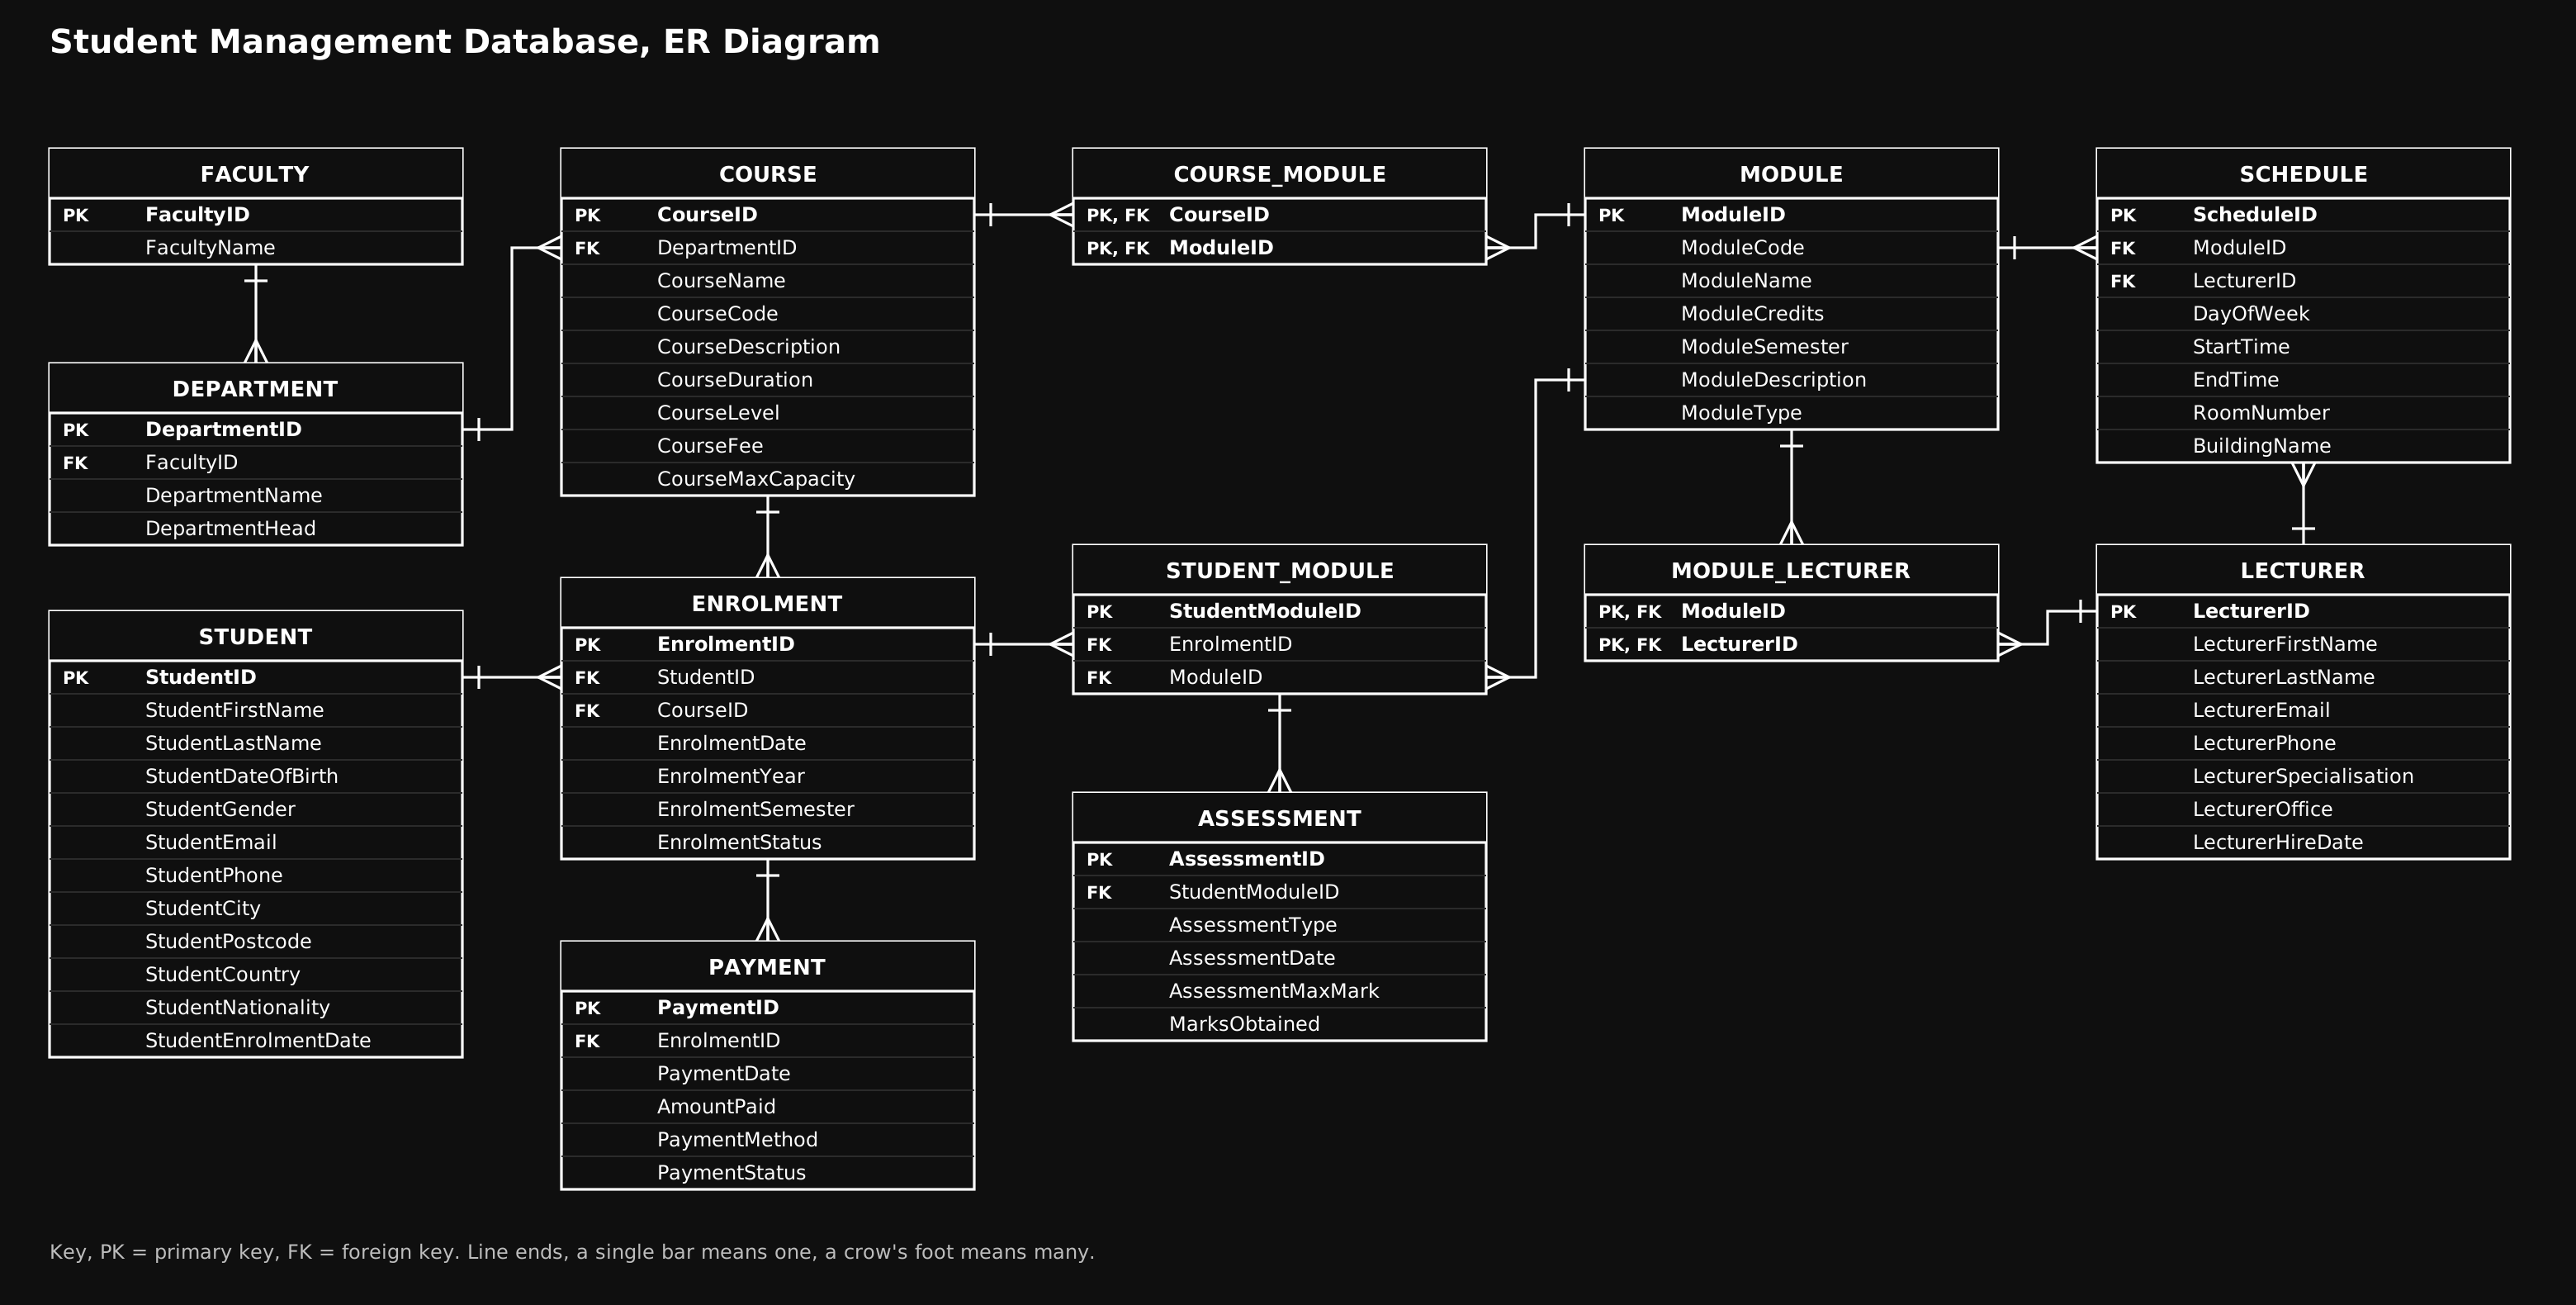 Student Management Database, ER Diagram
FACULTY
PK FacultyID
FacultyName
DEPARTMENT
PK DepartmentID
FK FacultyID
DepartmentName
DepartmentHead
STUDENT
PK StudentID
StudentFirstName
StudentLastName
StudentDateOfBirth
StudentGender
StudentEmail
StudentPhone
StudentCity
StudentPostcode
StudentCountry
StudentNationality
StudentEnrolmentDate
COURSE
PK CourseID
FK DepartmentID
CourseName
CourseCode
CourseDescription
CourseDuration
CourseLevel
CourseFee
CourseMaxCapacity
ENROLMENT
PK EnrolmentID
FK StudentID
FK CourseID
EnrolmentDate
EnrolmentYear
EnrolmentSemester
EnrolmentStatus
PAYMENT
PK PaymentID
FK EnrolmentID
PaymentDate
AmountPaid
PaymentMethod
PaymentStatus
COURSE_MODULE
PK, FK CourseID
PK, FK ModuleID
STUDENT_MODULE
PK StudentModuleID
FK EnrolmentID
FK ModuleID
ASSESSMENT
PK AssessmentID
FK StudentModuleID
AssessmentType
AssessmentDate
AssessmentMaxMark
MarksObtained
MODULE
PK ModuleID
ModuleCode
ModuleName
ModuleCredits
ModuleSemester
ModuleDescription
ModuleType
MODULE_LECTURER
PK, FK ModuleID
PK, FK LecturerID
SCHEDULE
PK ScheduleID
FK ModuleID
FK LecturerID
DayOfWeek
StartTime
EndTime
RoomNumber
BuildingName
LECTURER
PK LecturerID
LecturerFirstName
LecturerLastName
LecturerEmail
LecturerPhone
LecturerSpecialisation
LecturerOffice
LecturerHireDate
Key, PK = primary key, FK = foreign key. Line ends, a single bar means one, a crow's foot means many.